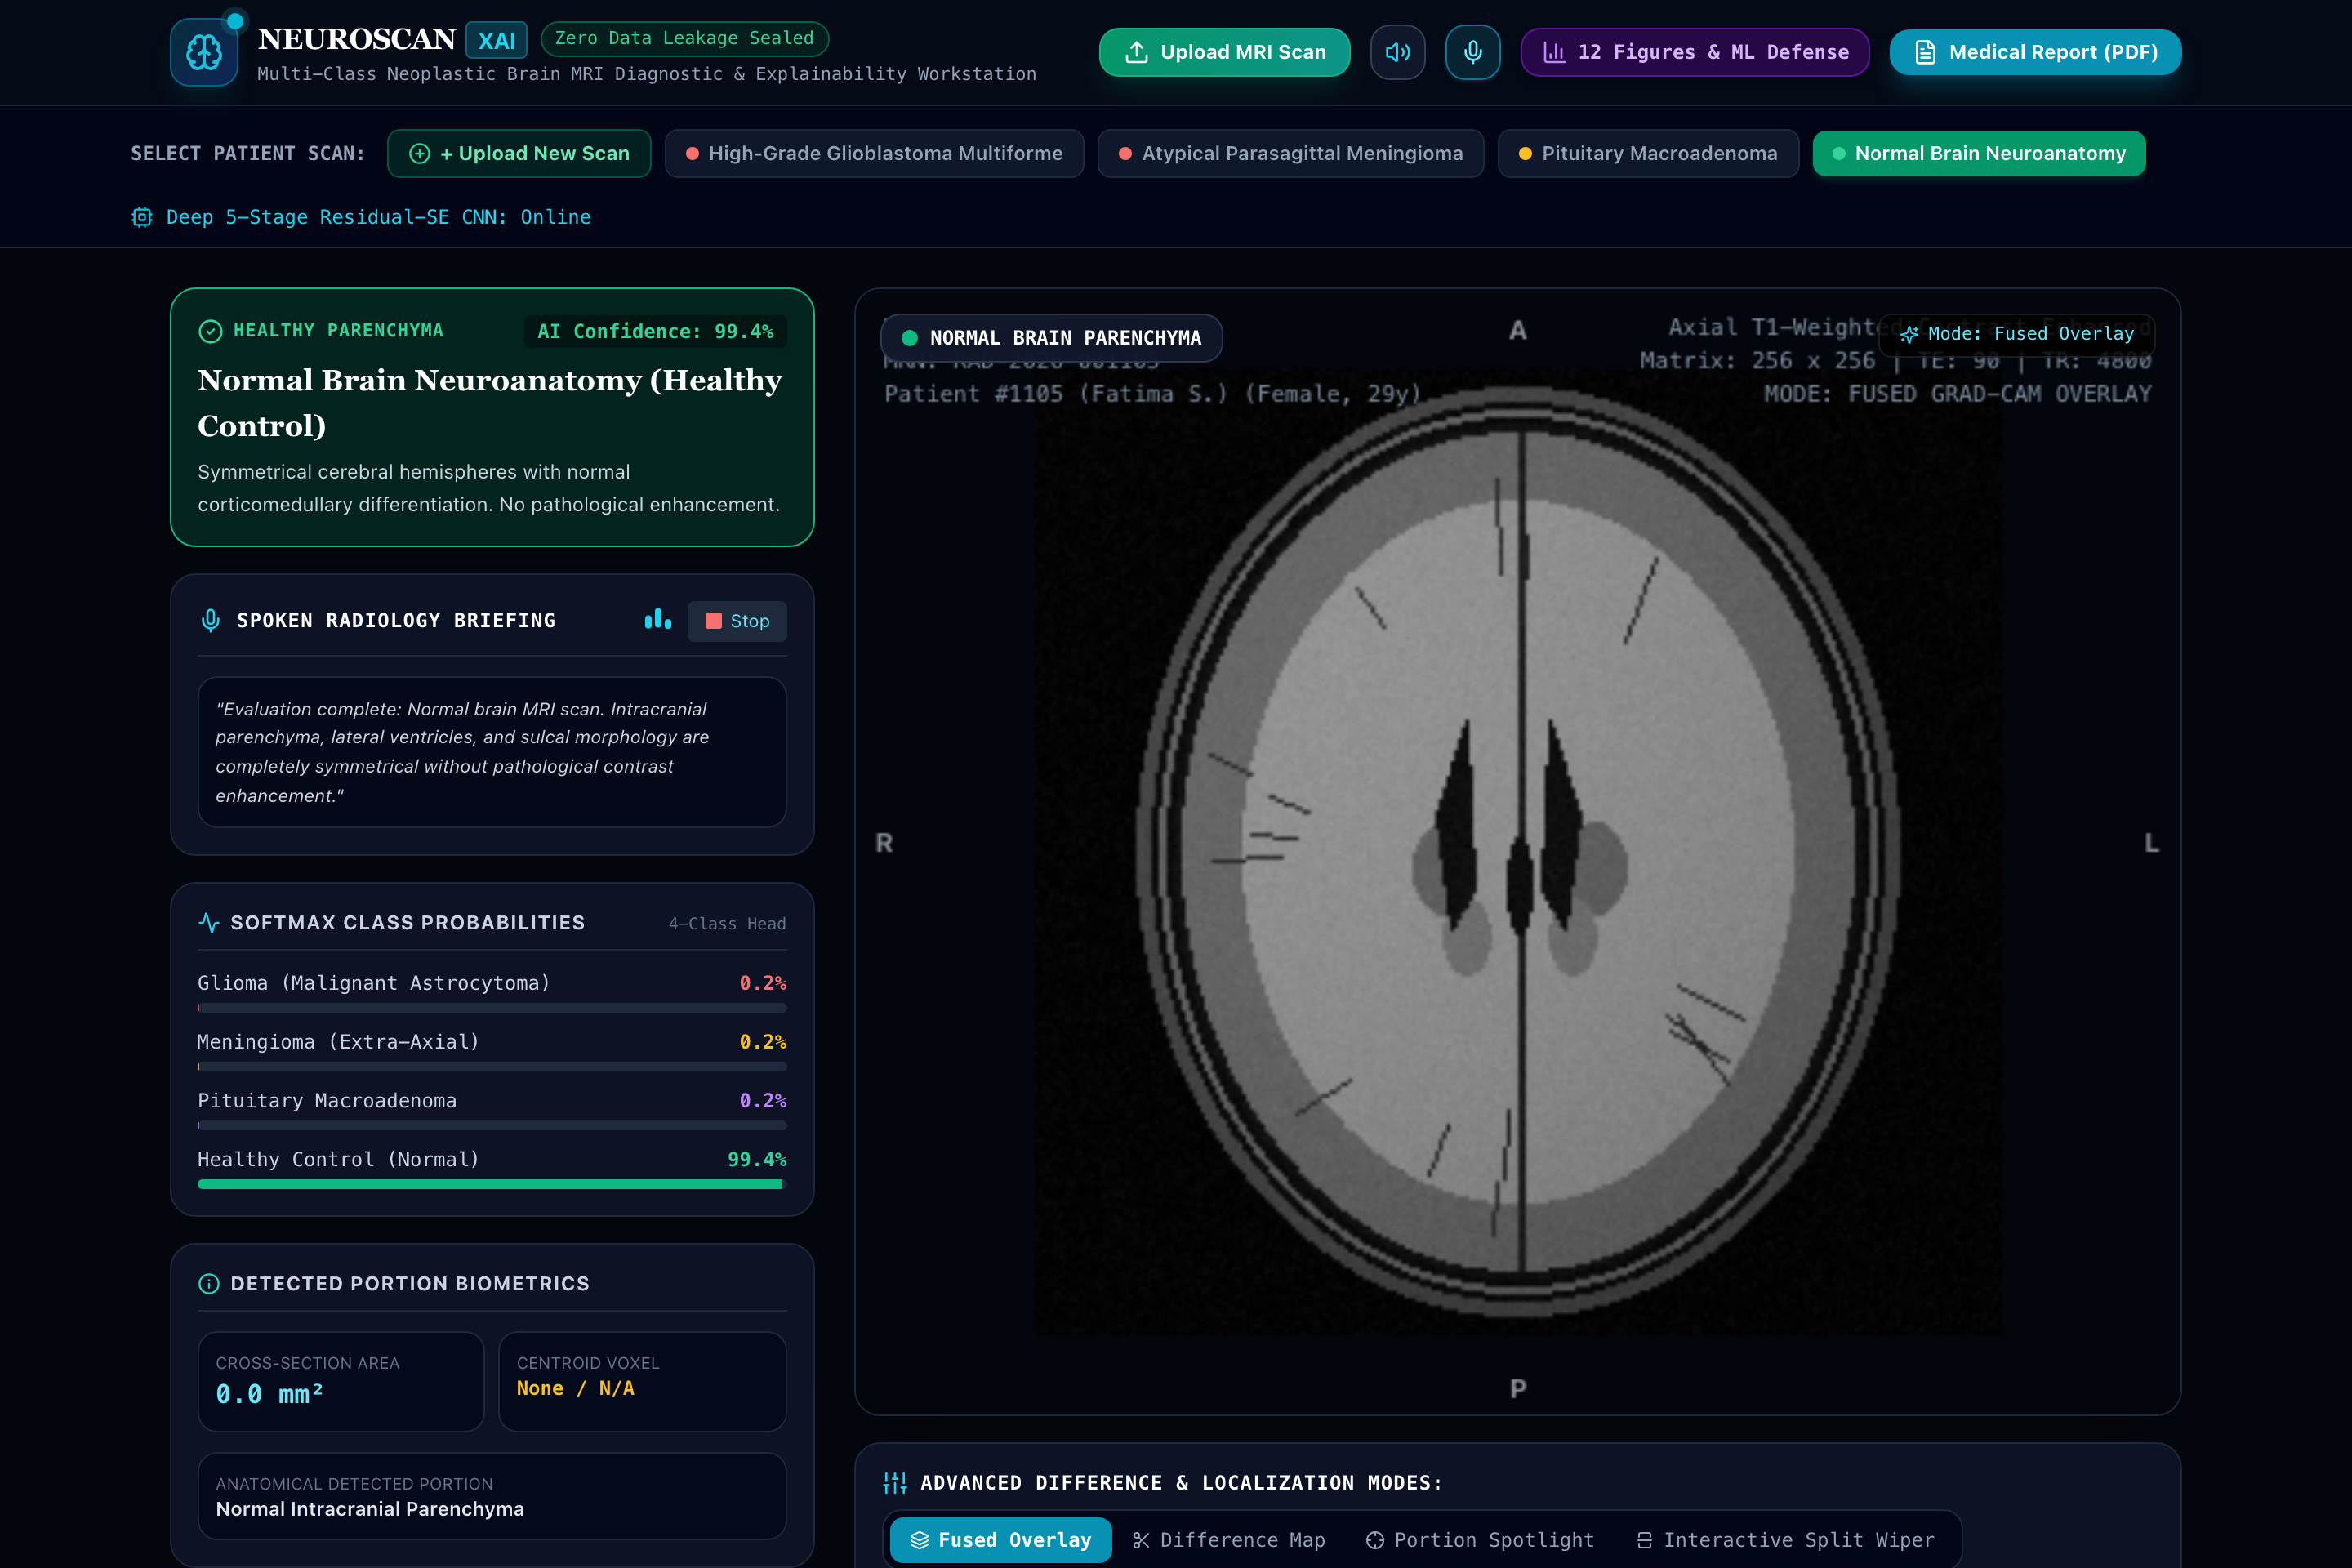 NEUROSCAN XAI Zero Data Leakage Sealed
Multi-Class Neoplastic Brain MRI Diagnostic & Explainability Workstation
Upload MRI Scan
12 Figures & ML Defense
Medical Report (PDF)
SELECT PATIENT SCAN:
+ Upload New Scan
High-Grade Glioblastoma Multiforme
Atypical Parasagittal Meningioma
Pituitary Macroadenoma
Normal Brain Neuroanatomy
Deep 5-Stage Residual-SE CNN: Online
HEALTHY PARENCHYMA
AI Confidence: 99.4%
Normal Brain Neuroanatomy (Healthy
Control)
Symmetrical cerebral hemispheres with normal
corticomedullary differentiation. No pathological enhancement.
SPOKEN RADIOLOGY BRIEFING
Stop
"Evaluation complete: Normal brain MRI scan. Intracranial
parenchyma, lateral ventricles, and sulcal morphology are
completely symmetrical without pathological contrast
enhancement."
SOFTMAX CLASS PROBABILITIES
4-Class Head
Glioma (Malignant Astrocytoma) 0.2%
Meningioma (Extra-Axial) 0.2%
Pituitary Macroadenoma 0.2%
Healthy Control (Normal) 99.4%
DETECTED PORTION BIOMETRICS
CROSS-SECTION AREA
0.0 mm²
CENTROID VOXEL
None / N/A
ANATOMICAL DETECTED PORTION
Normal Intracranial Parenchyma
NORMAL BRAIN PARENCHYMA
Patient #1105 (Fatima S.) (Female, 29y)
A
Axial T1-Weighted
Mode: Fused Overlay
Matrix: 256 x 256 | TE: 90 | TR: 4800
MODE: FUSED GRAD-CAM OVERLAY
R
L
P
ADVANCED DIFFERENCE & LOCALIZATION MODES:
Fused Overlay
Difference Map
Portion Spotlight
Interactive Split Wiper